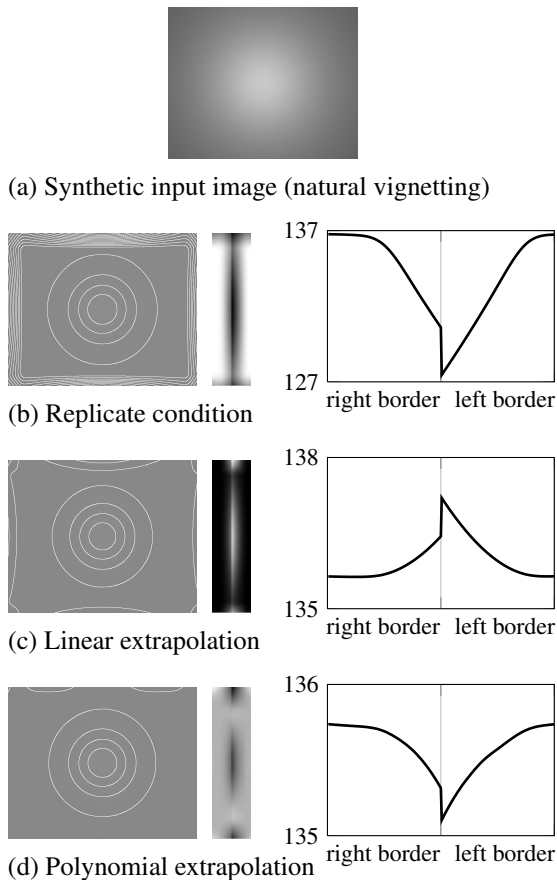 (a) Synthetic input image (natural vignetting)
137
127
right border left border
(b) Replicate condition
138
135
right border left border
(c) Linear extrapolation
136
135
right border left border
(d) Polynomial extrapolation